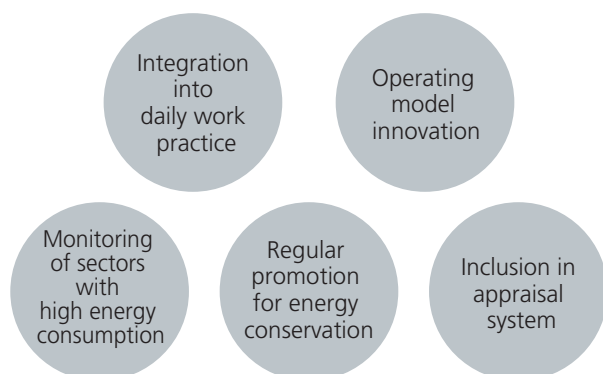 Integration
into
daily work
practice
Operating
model
innovation
Monitoring
of sectors
with
high energy
consumption
Regular
promotion
for energy
conservation
Inclusion in
appraisal
system